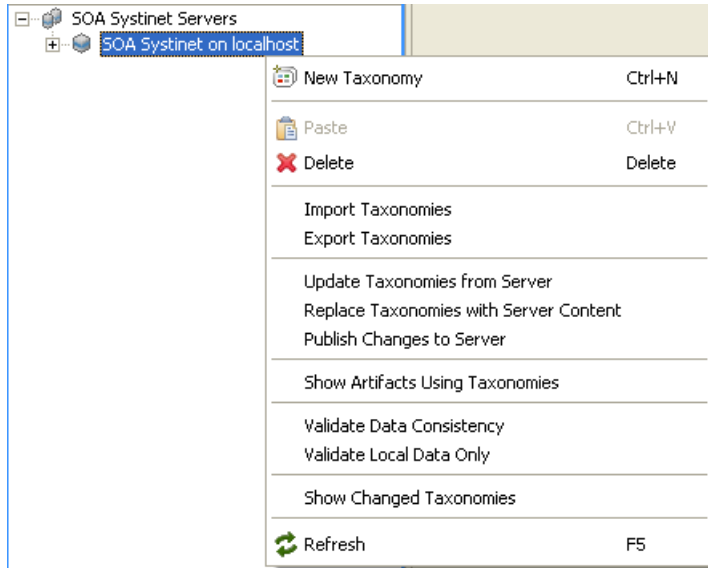 SOA Systinet Servers
SOA Systinet on localhost
New Taxonomy Ctrl+N
Paste Ctrl+V
Delete Delete
Import Taxonomies
Export Taxonomies
Update Taxonomies from Server
Replace Taxonomies with Server Content
Publish Changes to Server
Show Artifacts Using Taxonomies
Validate Data Consistency
Validate Local Data Only
Show Changed Taxonomies
Refresh F5